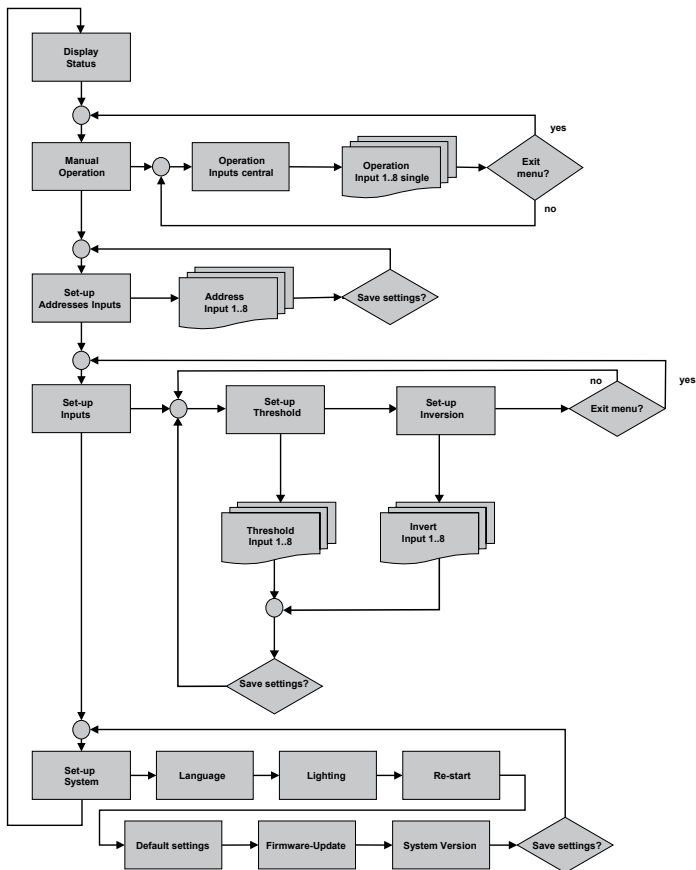 Display
Status
yes
Manual
Operation
Operation
Inputs central
Operation
Input 1..8 single
Exit
menu?
no
Set-up
Addresses Inputs
Address
Input 1..8
Save settings?
no
yes
Set-up
Inputs
Set-up
Threshold
Set-up
Inversion
Exit menu?
Threshold
Input 1..8
Invert
Input 1..8
Save settings?
Set-up
System
Language
Lighting
Re-start
Default settings
Firmware-Update
System Version
Save settings?